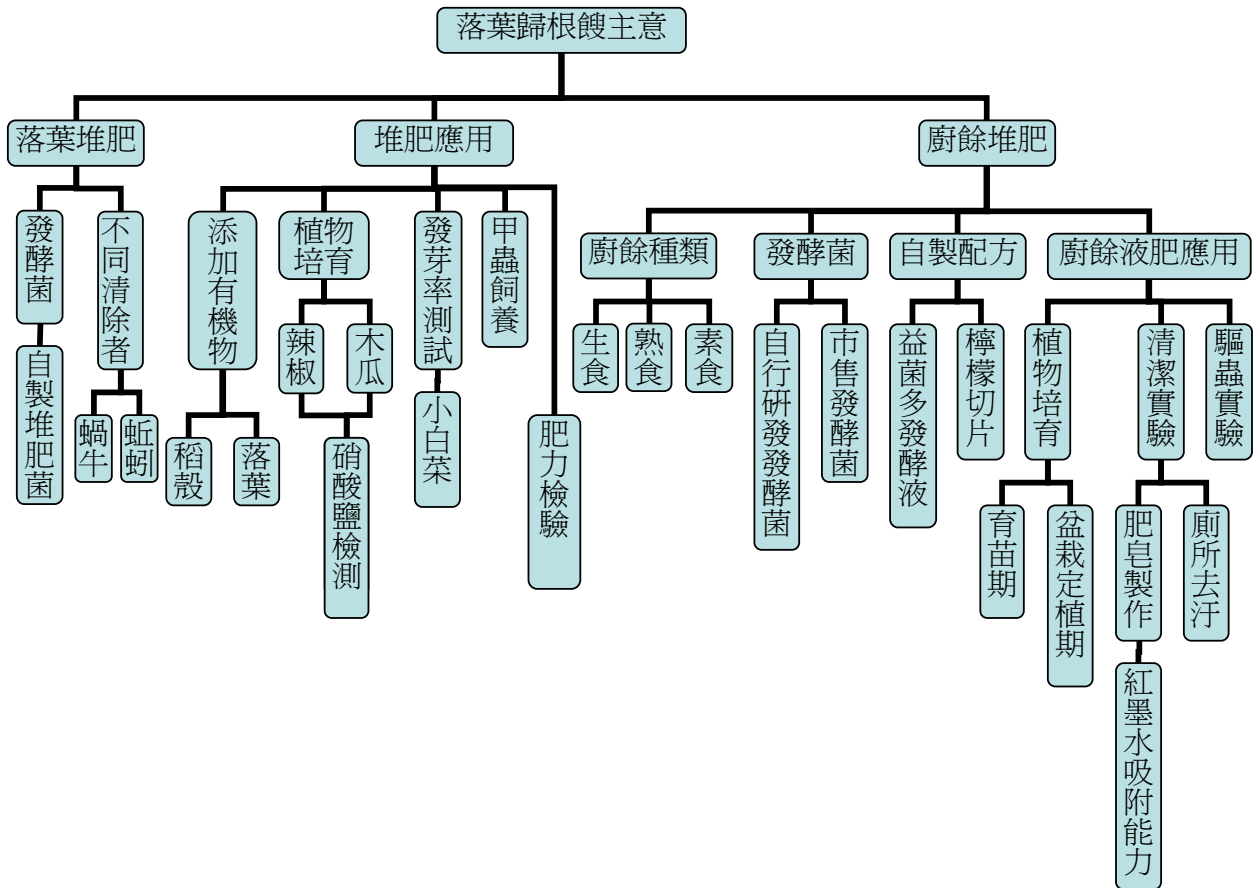 落葉歸根餿主意
落葉堆肥
堆肥應用
廚餘堆肥
發酵菌
不同清除者
添加有機物
植物
培育
發芽率測試
甲蟲飼養
廚餘種類
發酵菌
自製配方
廚餘液肥應用
自製堆肥菌
蝸牛
蚯蚓
稻殼
落葉
辣椒
木瓜
硝酸鹽檢測
小白菜
肥力檢驗
生食
熟食
素食
自行研發發酵菌
市售發酵菌
益菌多發酵液
檸檬切片
植物培育
清潔實驗
驅蟲實驗
育苗期
盆栽定植期
肥皂製作
廁所去汙
紅墨水吸附能力